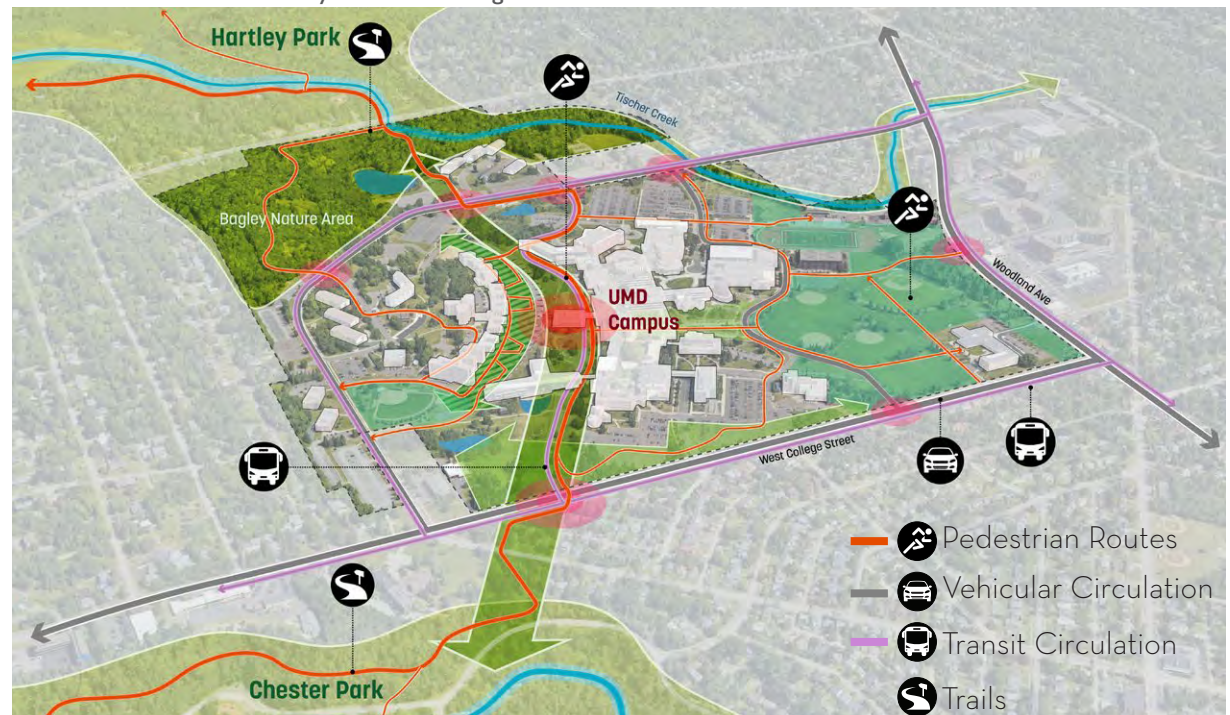 Hartley Park
Tischer Creek
Bagley Nature Area
Woodland Ave
UMD
Campus
West College Street
Pedestrian Routes
Vehicular Circulation
Transit Circulation
Chester Park
Trails